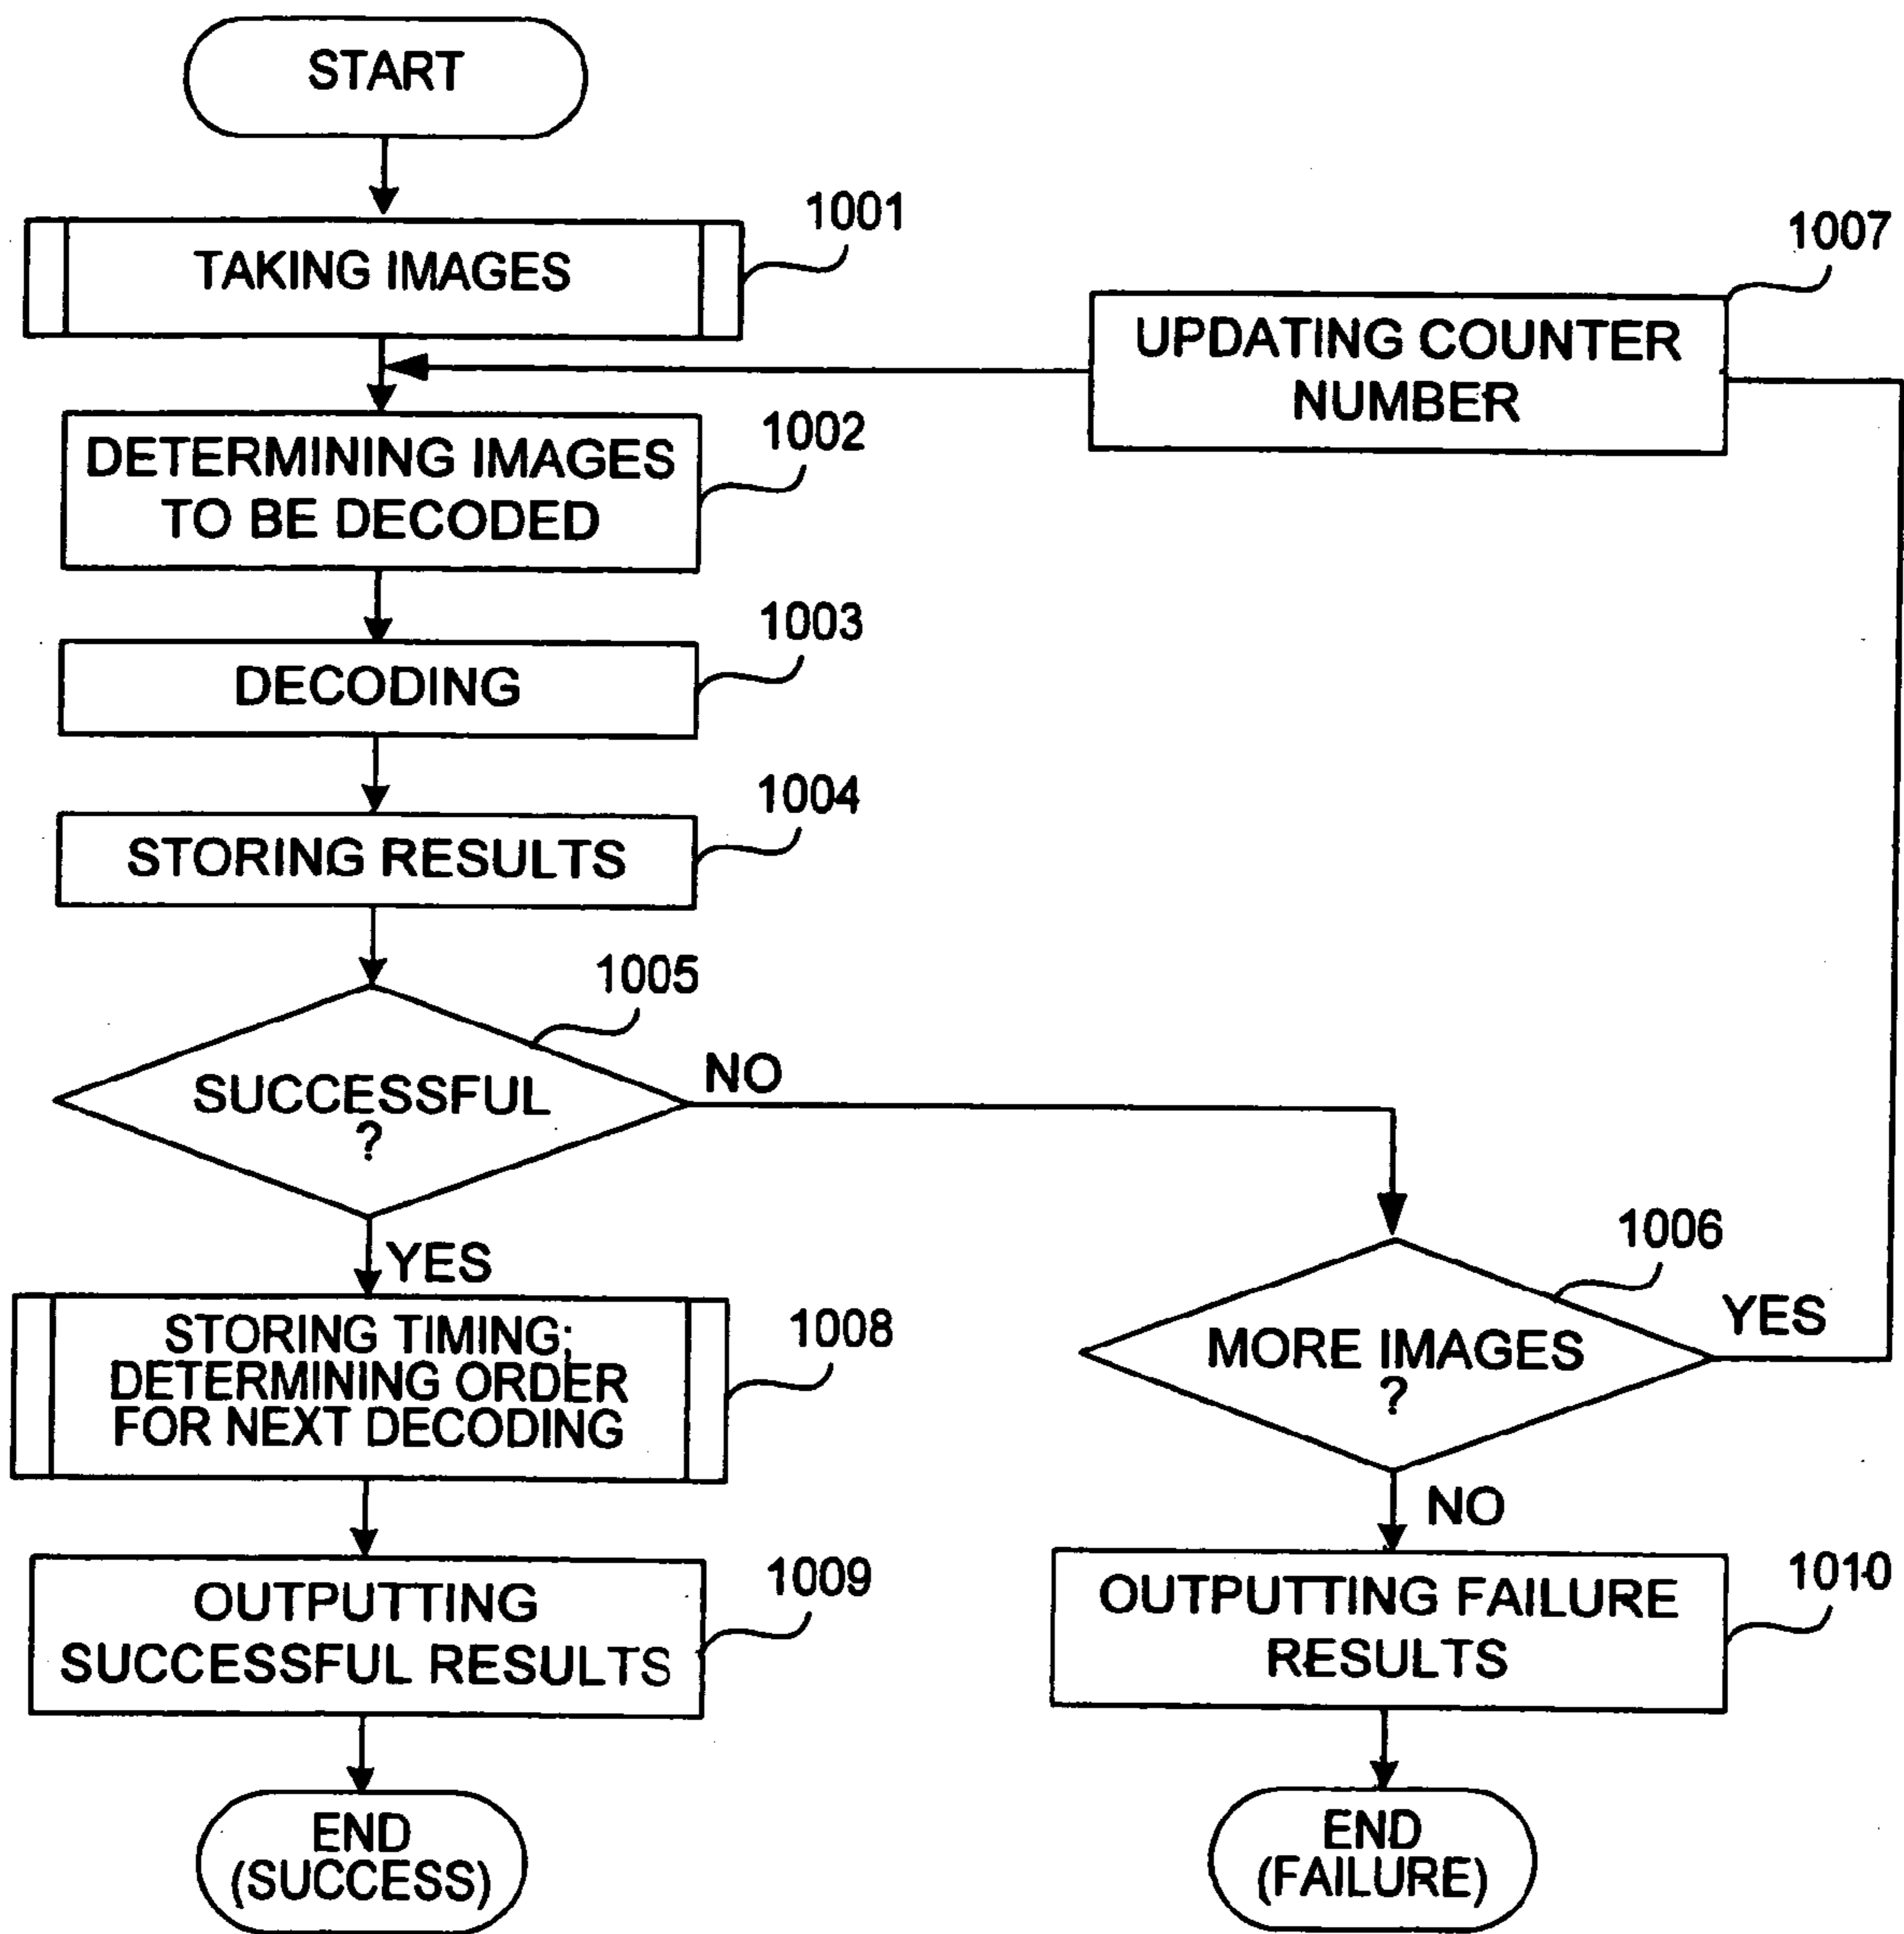 START
TAKING IMAGES
1001
1007
UPDATING COUNTER
NUMBER
DETERMINING IMAGES
TO BE DECODED
1002
DECODING
1003
STORING RESULTS
1004
1005
SUCCESSFUL
?
NO
YES
1006
MORE IMAGES
?
YES
NO
STORING TIMING;
DETERMINING ORDER
FOR NEXT DECODING
1008
OUTPUTTING
SUCCESSFUL RESULTS
1009
OUTPUTTING FAILURE
RESULTS
1010
END
(SUCCESS)
END
(FAILURE)